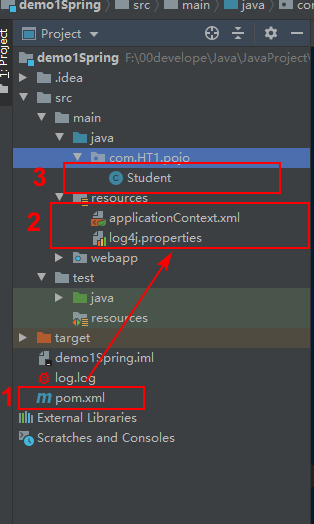 demo1Spring src main java co
1: Project
Project
demo1Spring F:\00develope\Java\JavaProject
.idea
src
main
java
com.HT1.pojo
3
Student
resources
2
applicationContext.xml
log4j.properties
webapp
test
java
resources
target
demo1Spring.iml
log.log
1
m pom.xml
External Libraries
Scratches and Consoles